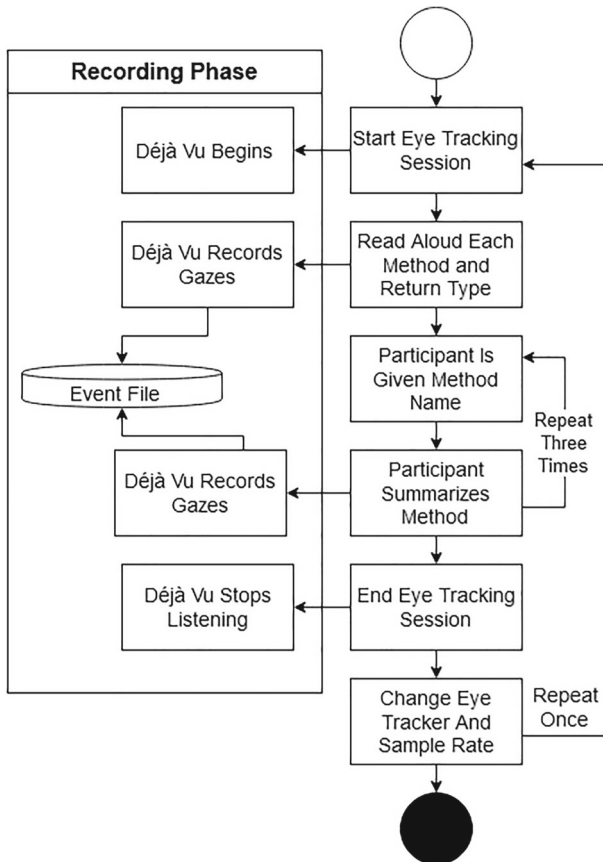 Recording Phase
Déjà Vu Begins
Start Eye Tracking
Session
Déjà Vu Records
Gazes
Read Aloud Each
Method and
Return Type
Event File
Participant Is
Given Method
Name
Repeat
Three
Times
Déjà Vu Records
Gazes
Participant
Summarizes
Method
Déjà Vu Stops
Listening
End Eye Tracking
Session
Change Eye
Tracker And
Sample Rate
Repeat
Once